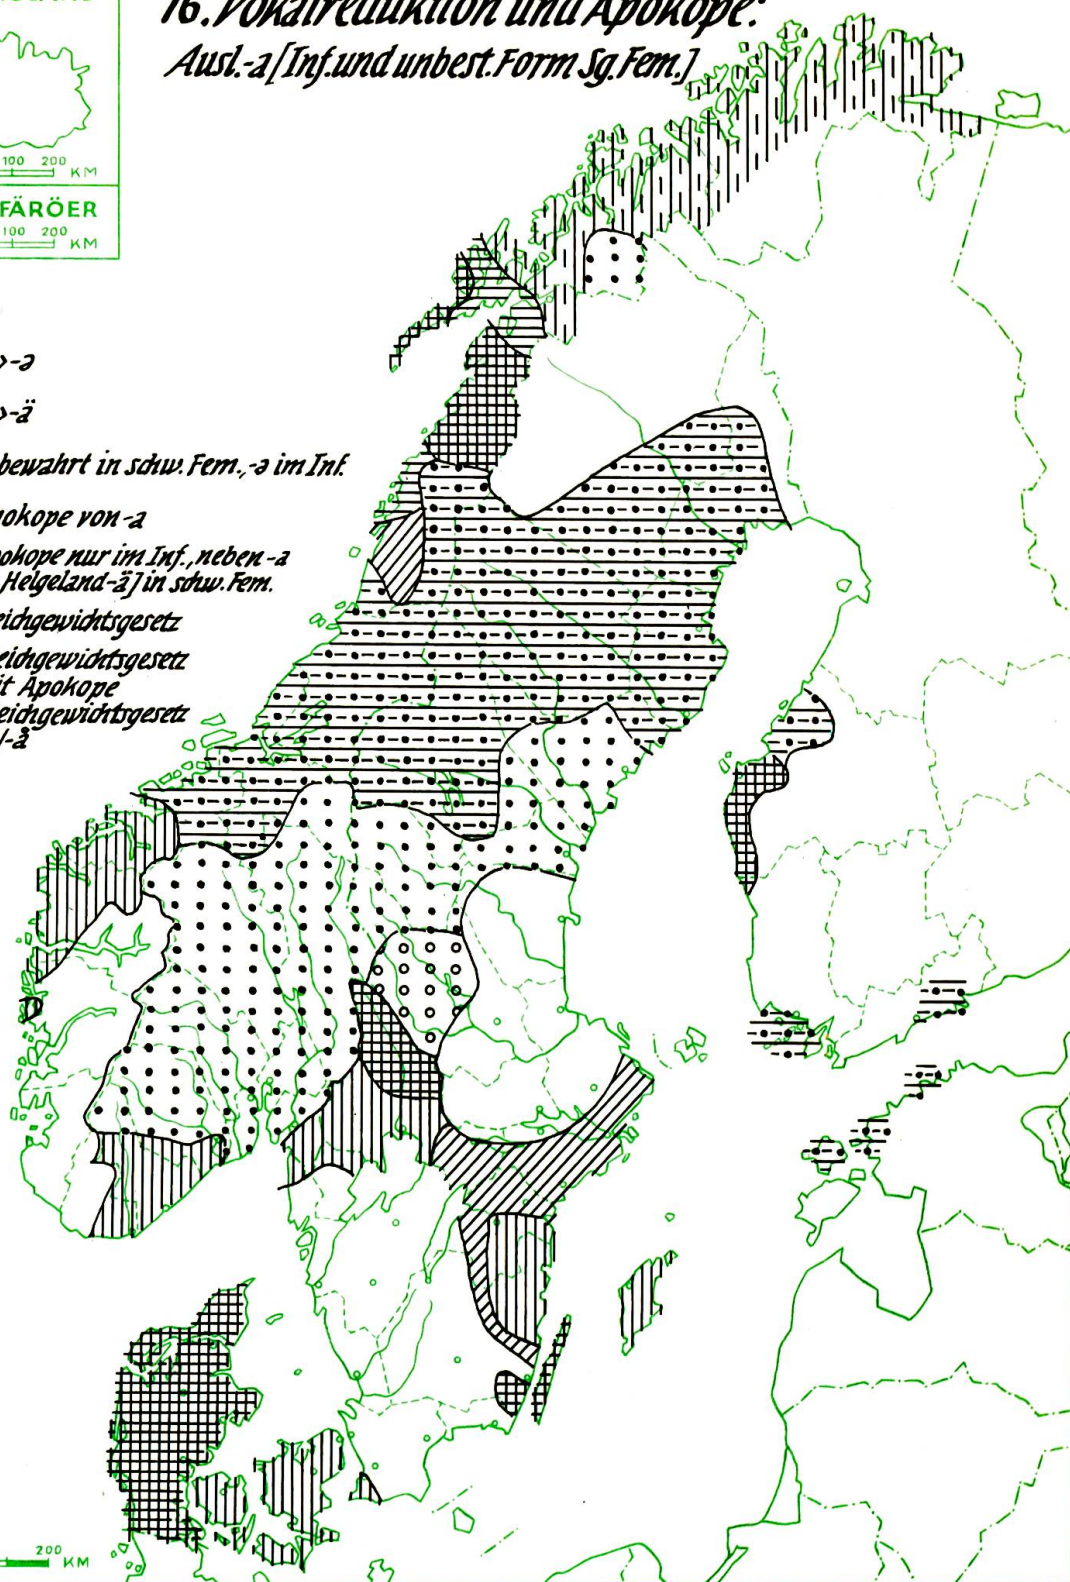 16. Vokalreduktion und Apokope:
Ausl.-a [Inf. und unbest. Form Sg. Fem.]
100 200
KM
FÄRÖER
100 200
KM
>-ə
>-ä
bewahrt in schw. Fem., -ə im Inf.
okope von -a
okope nur im Inf., neben -a
Helgeland -ä] in schw. Fem.
eichgewichtsgesetz
eichgewichtsgesetz
it Apokope
eichgewichtsgesetz
-å
200
KM